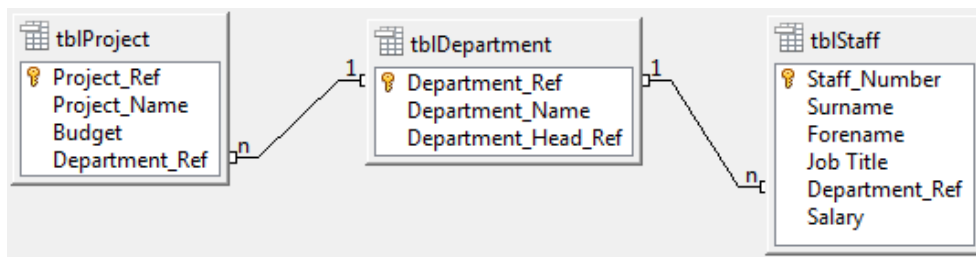 tblProject
Project_Ref
Project_Name
Budget
Department_Ref
n
1
tblDepartment
Department_Ref
Department_Name
Department_Head_Ref
1
n
tblStaff
Staff_Number
Surname
Forename
Job Title
Department_Ref
Salary